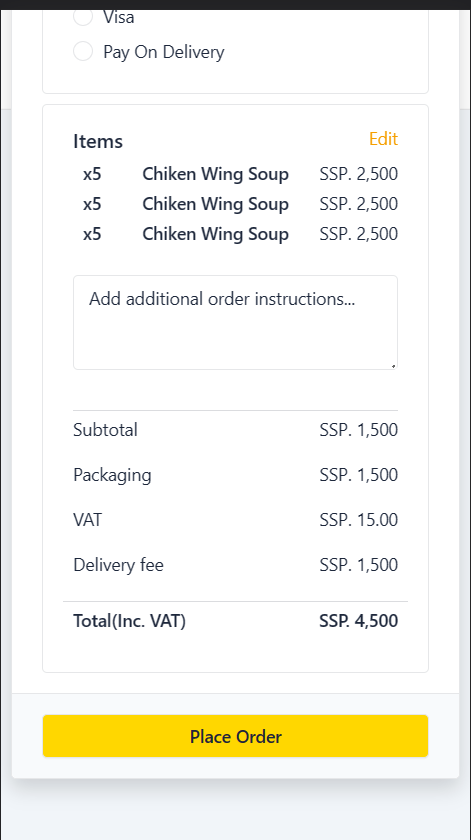 Visa
Pay On Delivery
Items
Edit
x5 Chiken Wing Soup SSP. 2,500
x5 Chiken Wing Soup SSP. 2,500
x5 Chiken Wing Soup SSP. 2,500
Add additional order instructions...
Subtotal SSP. 1,500
Packaging SSP. 1,500
VAT SSP. 15.00
Delivery fee SSP. 1,500
Total(Inc. VAT) SSP. 4,500
Place Order